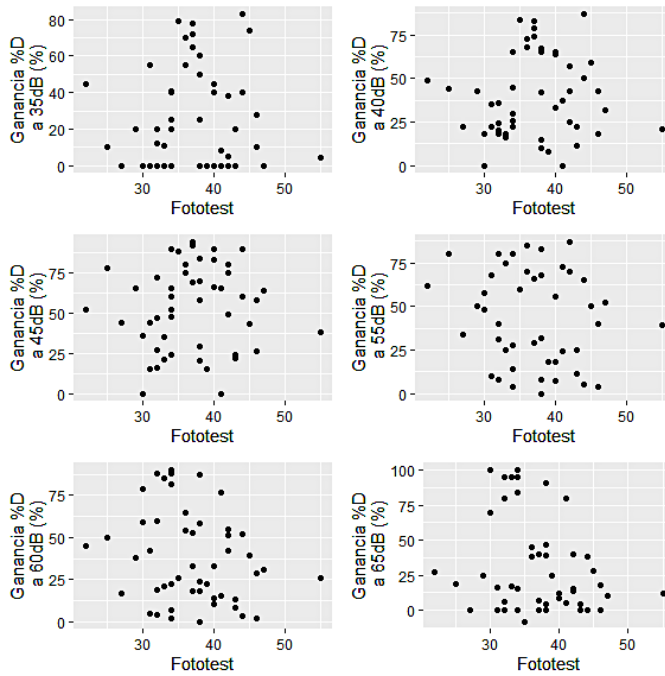 Ganancia %D
a 35dB (%)
80
60
40
20
0
30
40
50
Fototest
Ganancia %D
a 40dB (%)
75
50
25
0
30
40
50
Fototest
Ganancia %D
a 45dB (%)
75
50
25
0
30
40
50
Fototest
Ganancia %D
a 55dB (%)
75
50
25
0
30
40
50
Fototest
Ganancia %D
a 60dB (%)
75
50
25
0
30
40
50
Fototest
Ganancia %D
a 65dB (%)
100
75
50
25
0
30
40
50
Fototest